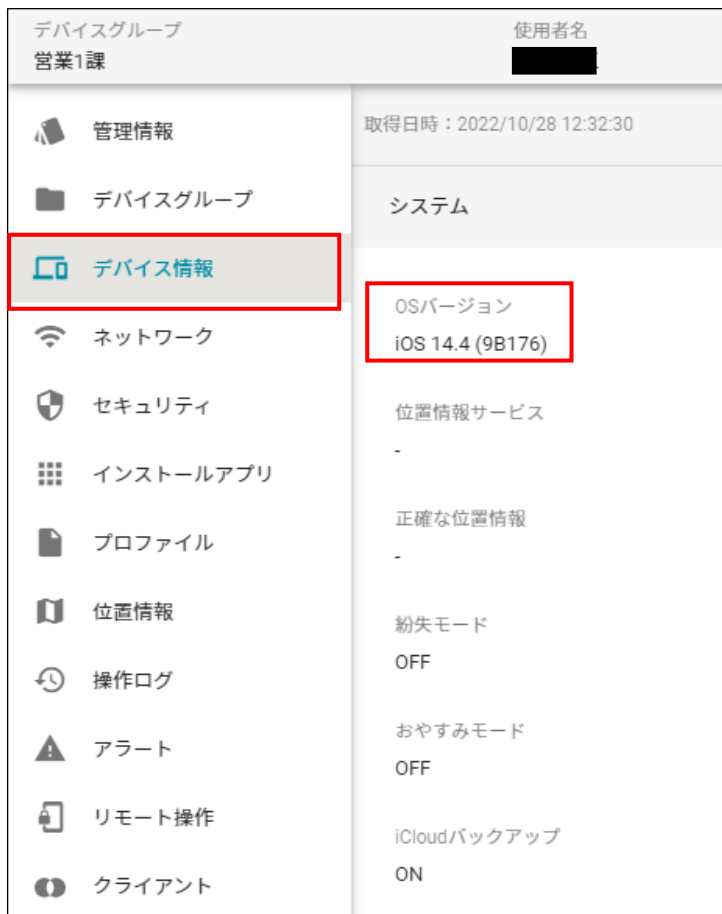 デバイスグループ
営業1課
使用者名
管理情報
デバイスグループ
デバイス情報
ネットワーク
セキュリティ
インストールアプリ
プロファイル
位置情報
操作ログ
アラート
リモート操作
クライアント
取得日時：2022/10/28 12:32:30
システム
OSバージョン
iOS 14.4 (9B176)
位置情報サービス
-
正確な位置情報
-
紛失モード
OFF
おやすみモード
OFF
iCloudバックアップ
ON